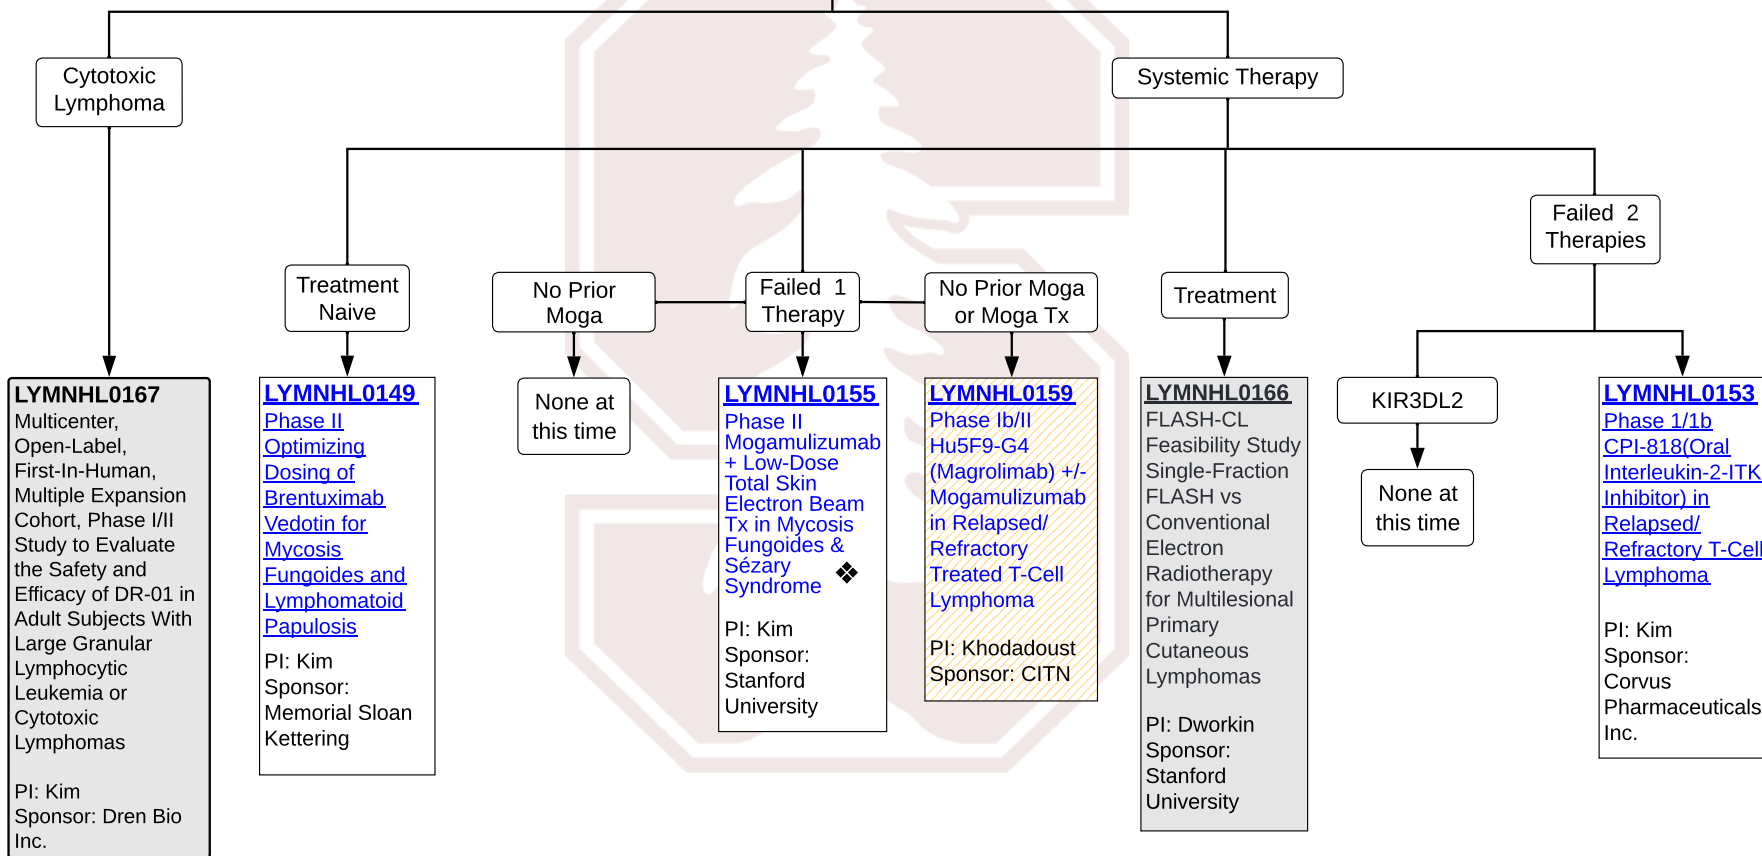 Cytotoxic
Lymphoma
Systemic Therapy
Failed 2
Therapies
Treatment
Naive
No Prior
Moga
Failed 1
Therapy
No Prior Moga
or Moga Tx
Treatment
LYMNHL0167
Multicenter,
Open-Label,
First-In-Human,
Multiple Expansion
Cohort, Phase I/II
Study to Evaluate
the Safety and
Efficacy of DR-01 in
Adult Subjects With
Large Granular
Lymphocytic
Leukemia or
Cytotoxic
Lymphomas
PI: Kim
Sponsor: Dren Bio
Inc.
LYMNHL0149
Phase II
Optimizing
Dosing of
Brentuximab
Vedotin for
Mycosis
Fungoides and
Lymphomatoid
Papulosis
PI: Kim
Sponsor:
Memorial Sloan
Kettering
None at
this time
LYMNHL0155
Phase II
Mogamulizumab
+ Low-Dose
Total Skin
Electron Beam
Tx in Mycosis
Fungoides &
Sézary
Syndrome ❖
PI: Kim
Sponsor:
Stanford
University
LYMNHL0159
Phase Ib/II
Hu5F9-G4
(Magrolimab) +/-
Mogamulizumab
in Relapsed/
Refractory
Treated T-Cell
Lymphoma
PI: Khodadoust
Sponsor: CITN
LYMNHL0166
FLASH-CL
Feasibility Study
Single-Fraction
FLASH vs
Conventional
Electron
Radiotherapy
for Multilesional
Primary
Cutaneous
Lymphomas
PI: Dworkin
Sponsor:
Stanford
University
KIR3DL2
None at
this time
LYMNHL0153
Phase 1/1b
CPI-818(Oral
Interleukin-2-ITK
Inhibitor) in
Relapsed/
Refractory T-Cell
Lymphoma
PI: Kim
Sponsor:
Corvus
Pharmaceuticals
Inc.